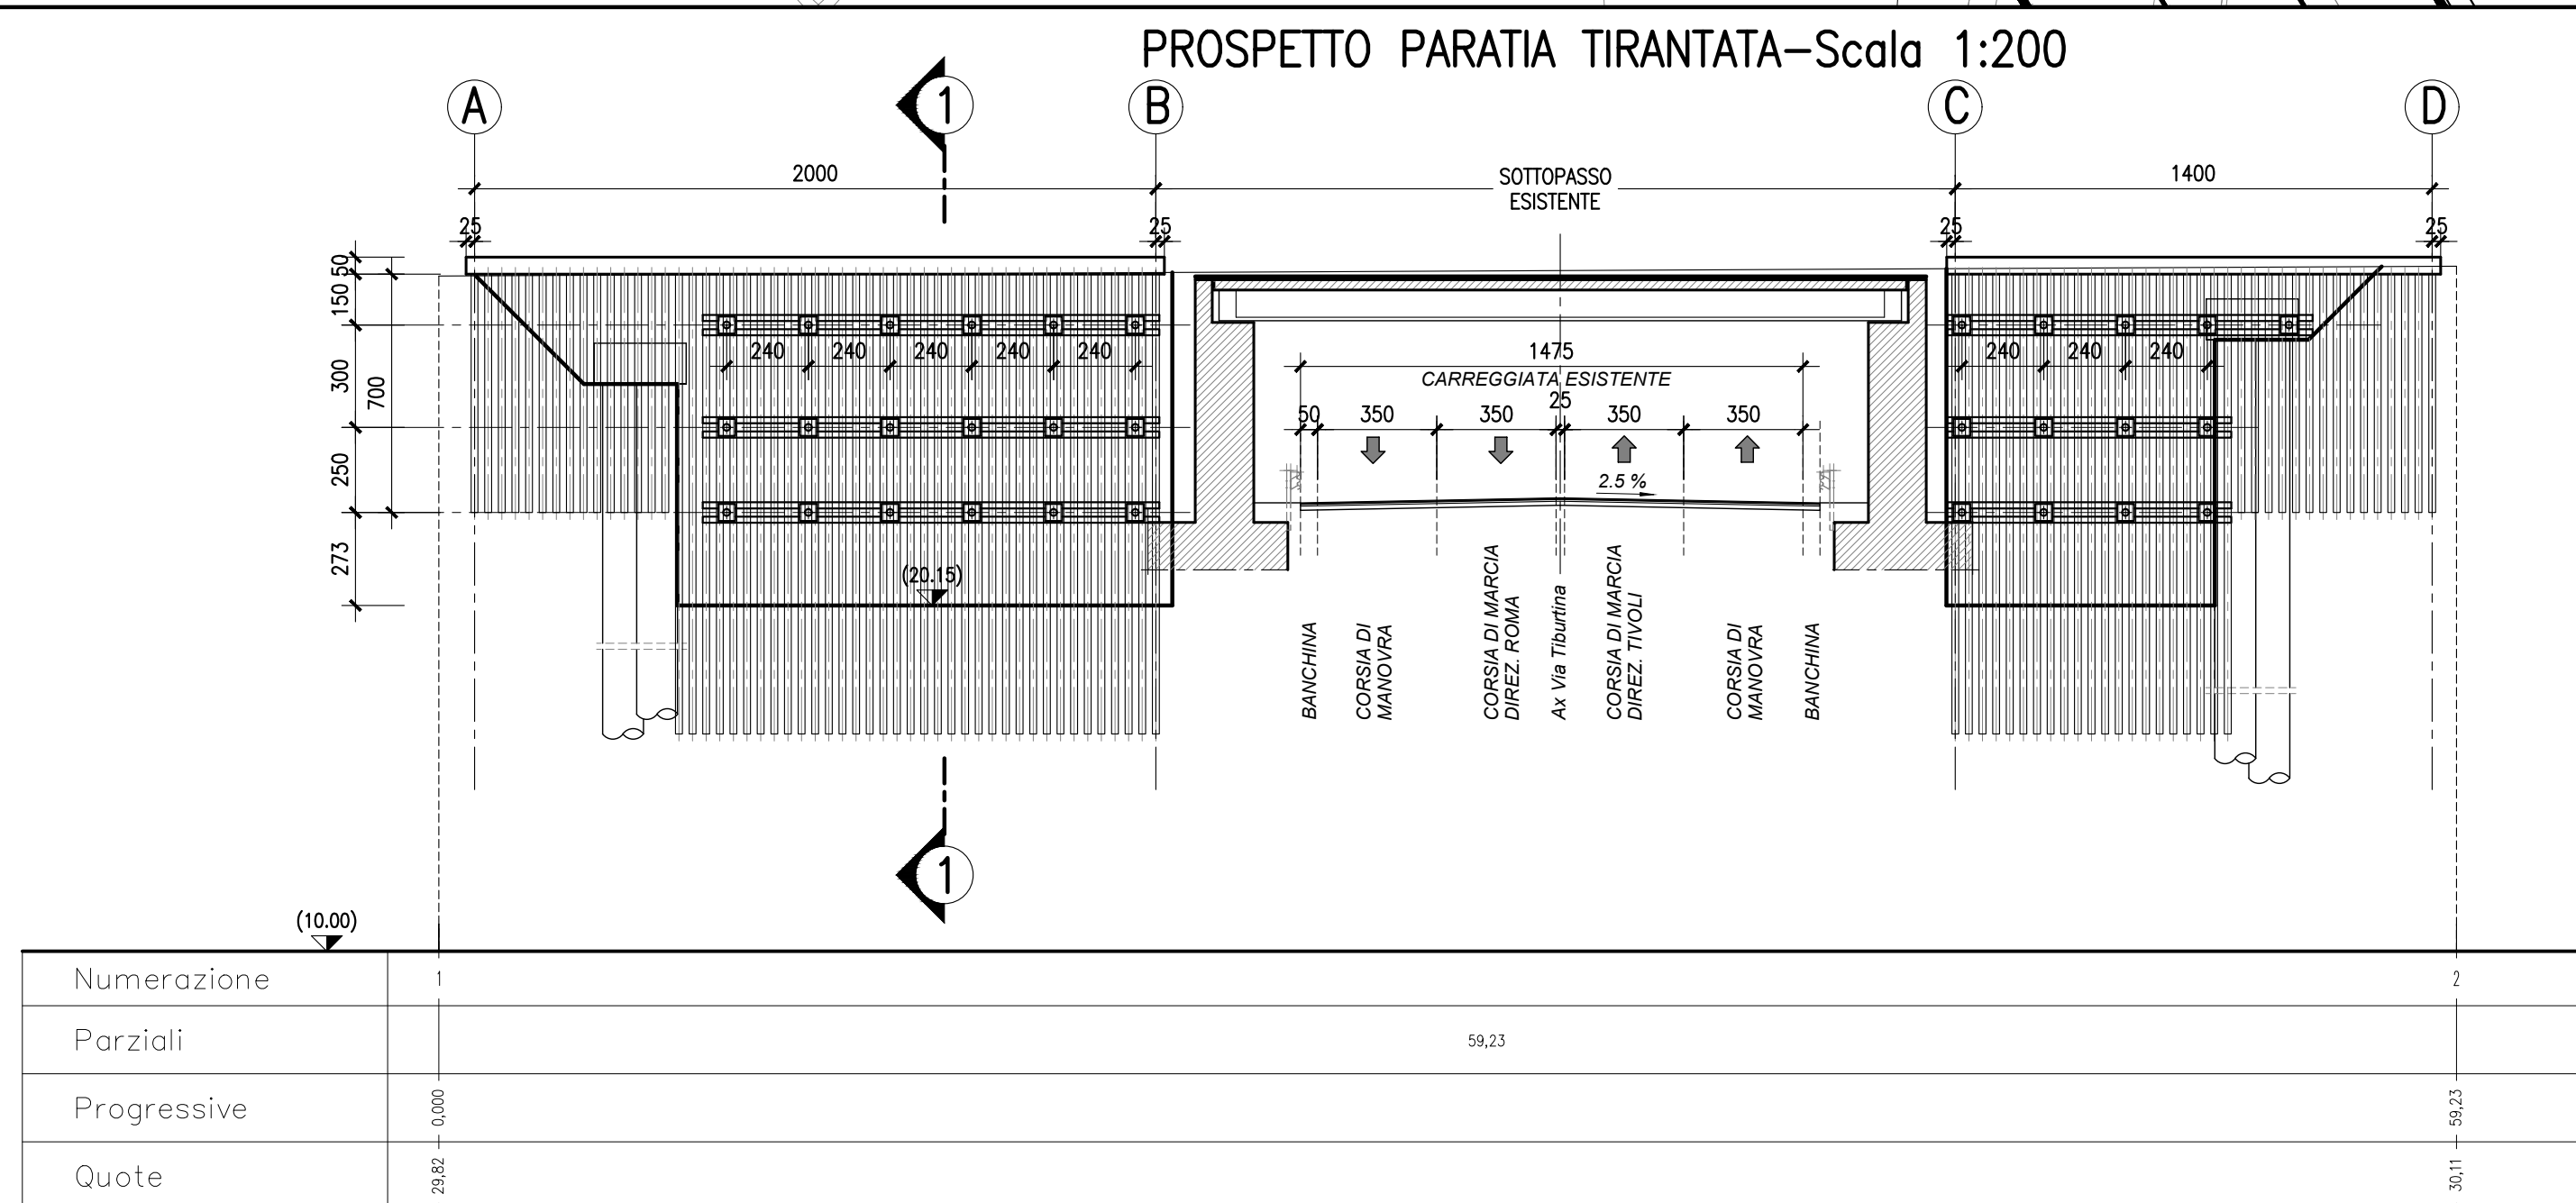 PROSPETTO PARATIA TIRANTATA-Scala 1:200
A
1
B
C
D
2000
SOTTOPASSO
ESISTENTE
1400
25
25
25
25
50
150
300
700
250
273
240
240
240
240
240
1475
CARREGGIATA ESISTENTE
25
50
350
350
350
350
2.5 %
240
240
240
(20.15)
BANCHINA
CORSIA DI
MANOVRA
CORSIA DI MARCIA
DIREZ. ROMA
Ax Via Tiburtina
CORSIA DI MARCIA
DIREZ. TIVOLI
CORSIA DI
MANOVRA
BANCHINA
1
(10.00)
Numerazione
1
2
Parziali
59,23
Progressive
0,000
59,23
Quote
29,82
30,11